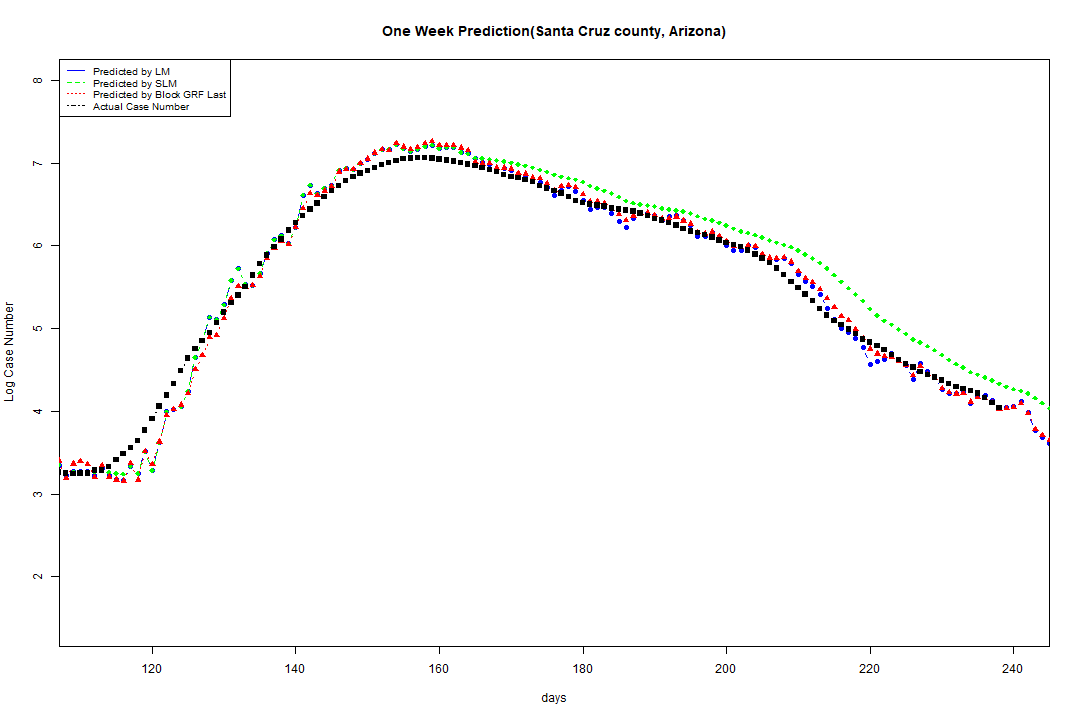 One Week Prediction(Santa Cruz county, Arizona)
Predicted by LM
Predicted by SLM
Predicted by Block GRF Last
Actual Case Number
8
7
6
5
4
3
2
Log Case Number
120 140 160 180 200 220 240
days